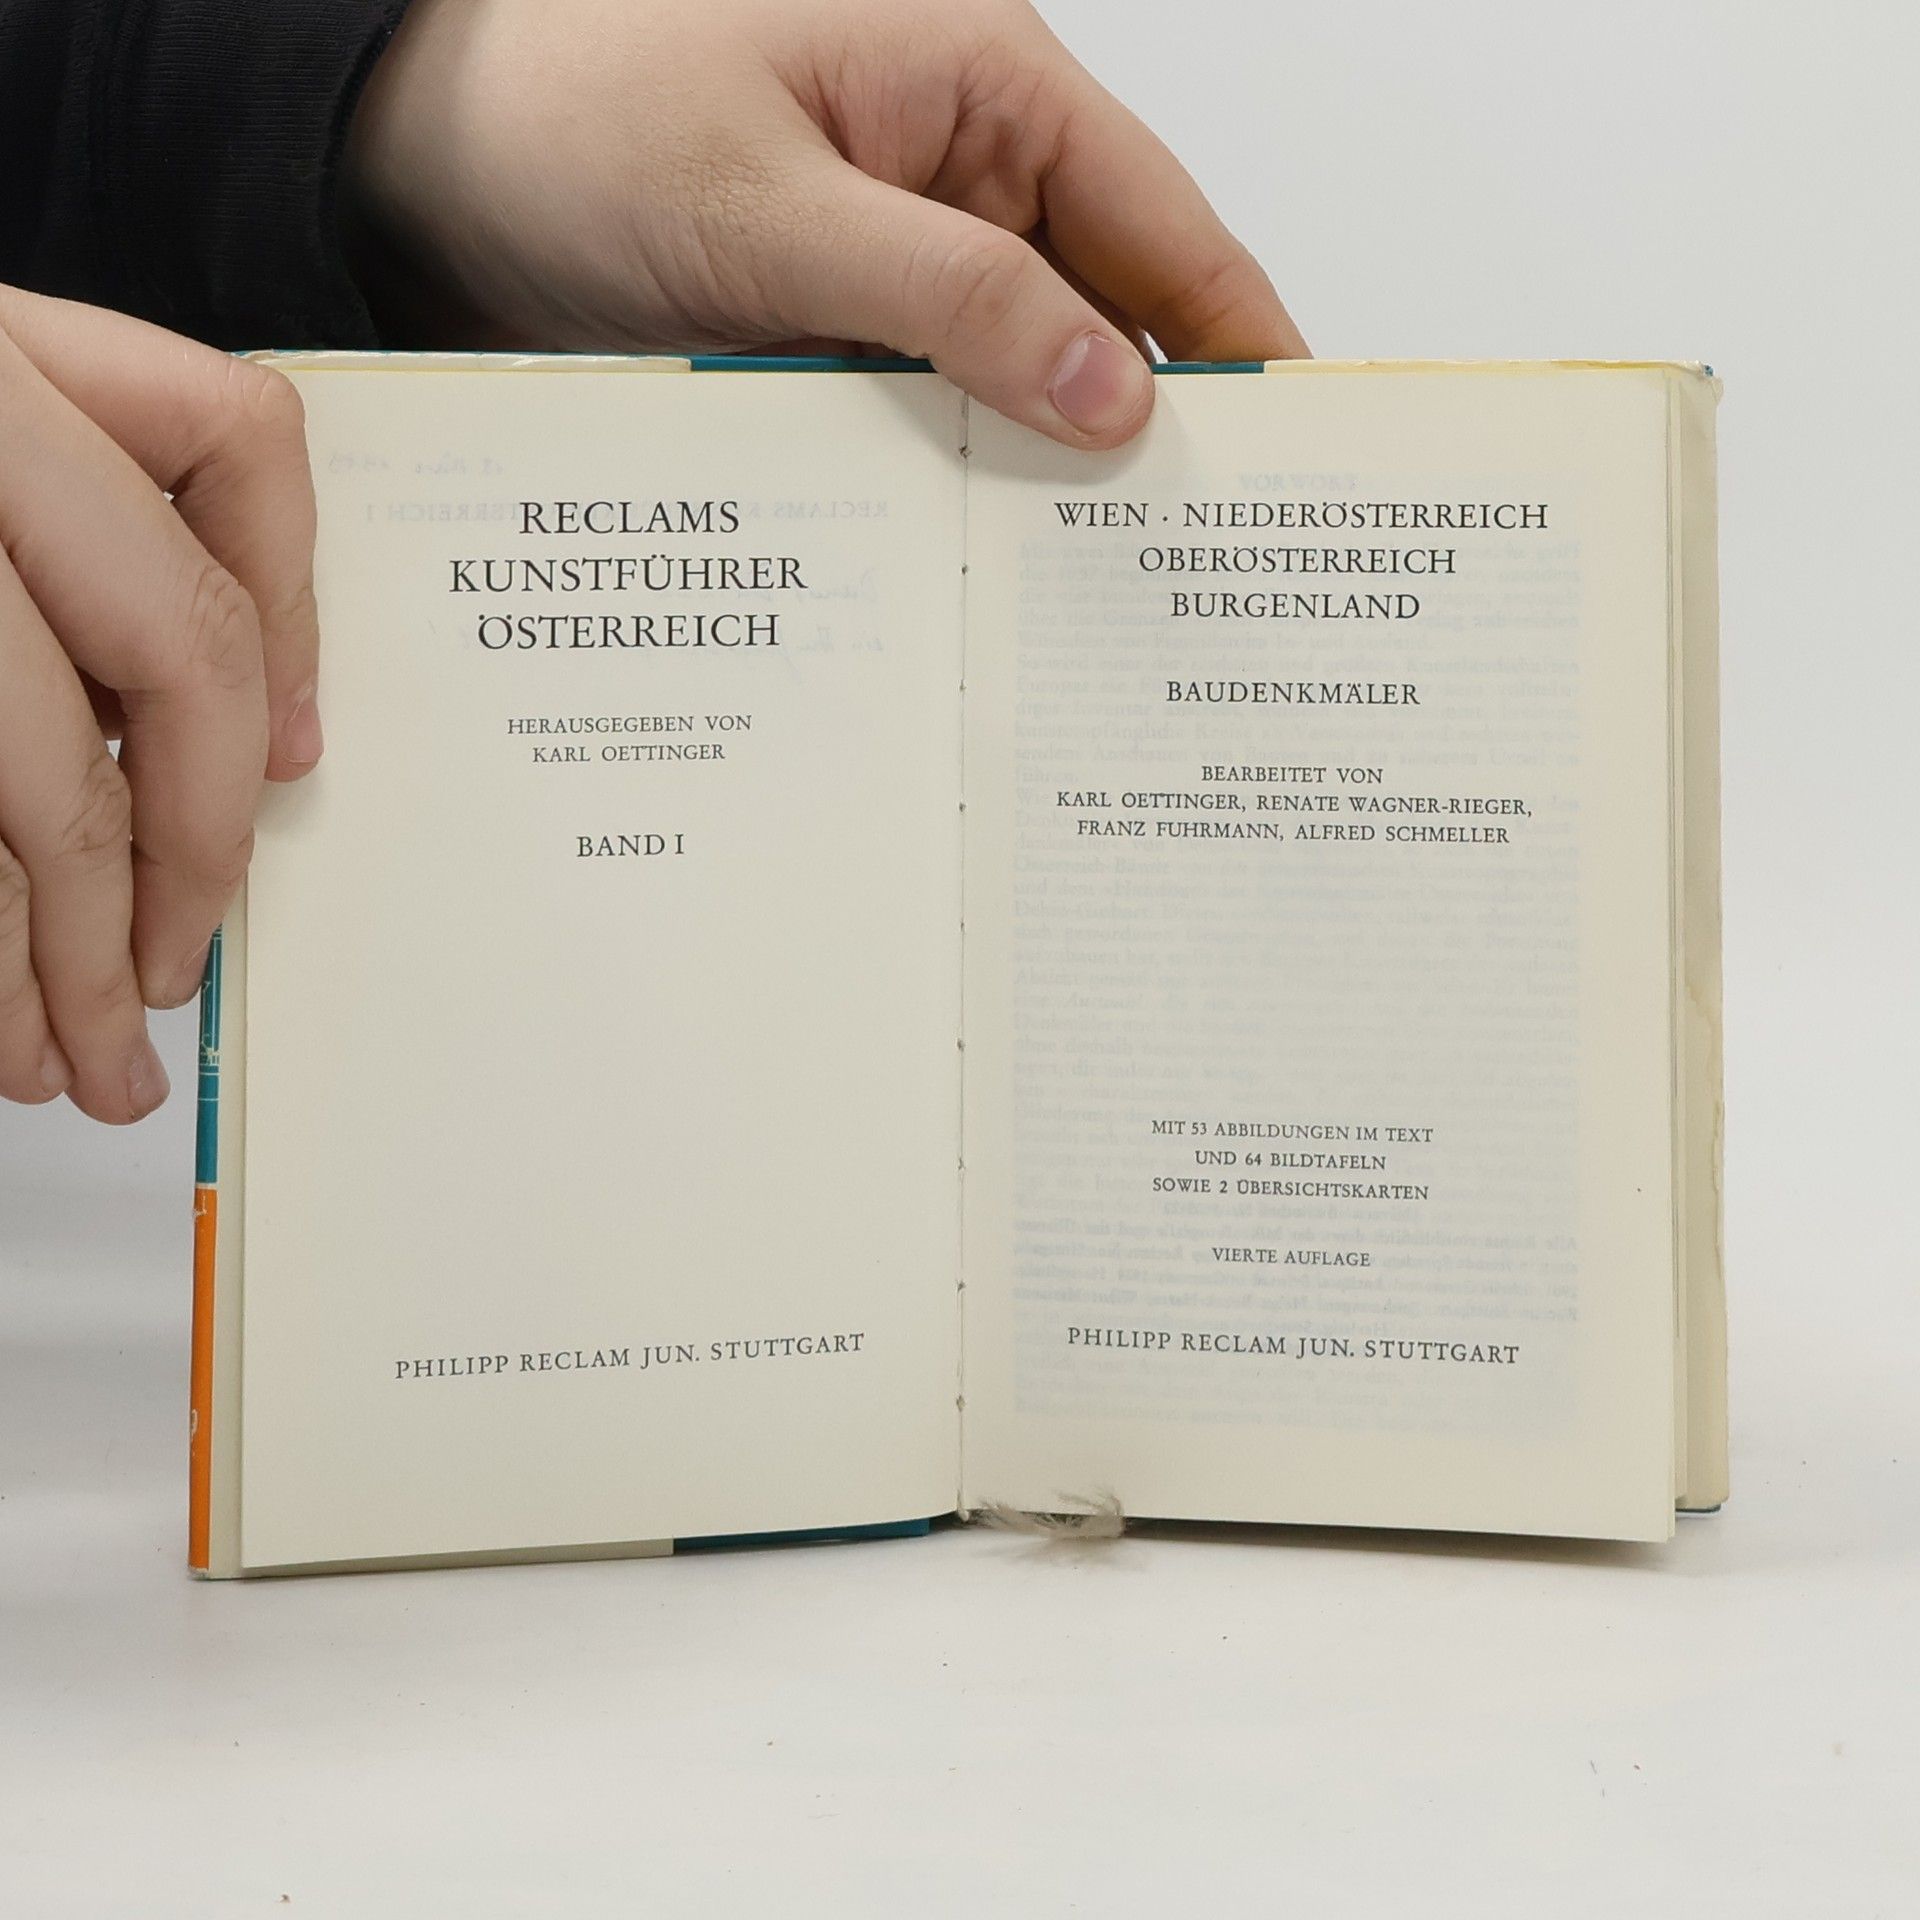 RECLAMS
KUNSTFÜHRER
ÖSTERREICH
HERAUSGEGEBEN VON
KARL OETTINGER
BAND I
PHILIPP RECLAM JUN. STUTTGART
WIEN · NIEDERÖSTERREICH
OBERÖSTERREICH
BURGENLAND
BAUDENKMÄLER
BEARBEITET VON
KARL OETTINGER, RENATE WAGNER-RIEGER,
FRANZ FUHRMANN, ALFRED SCHMELLER
MIT 53 ABBILDUNGEN IM TEXT
UND 64 BILDTAFELN
SOWIE 2 ÜBERSICHTSKARTEN
VIERTE AUFLAGE
PHILIPP RECLAM JUN. STUTTGART